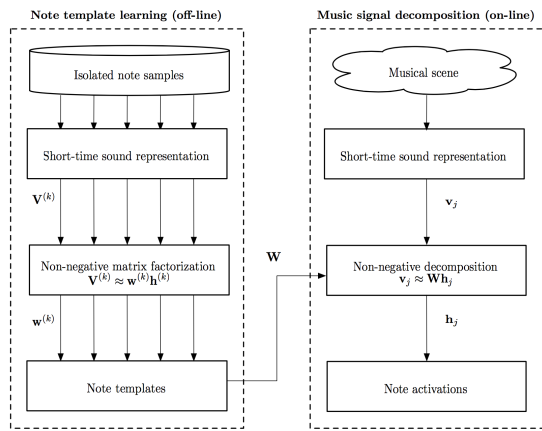 Note template learning (off-line)
Isolated note samples
Short-time sound representation
V^(k)
Non-negative matrix factorization
V^(k) ≈ w^(k)h^(k)
w^(k)
Note templates
W
Music signal decomposition (on-line)
Musical scene
Short-time sound representation
v_j
Non-negative decomposition
v_j ≈ Wh_j
h_j
Note activations